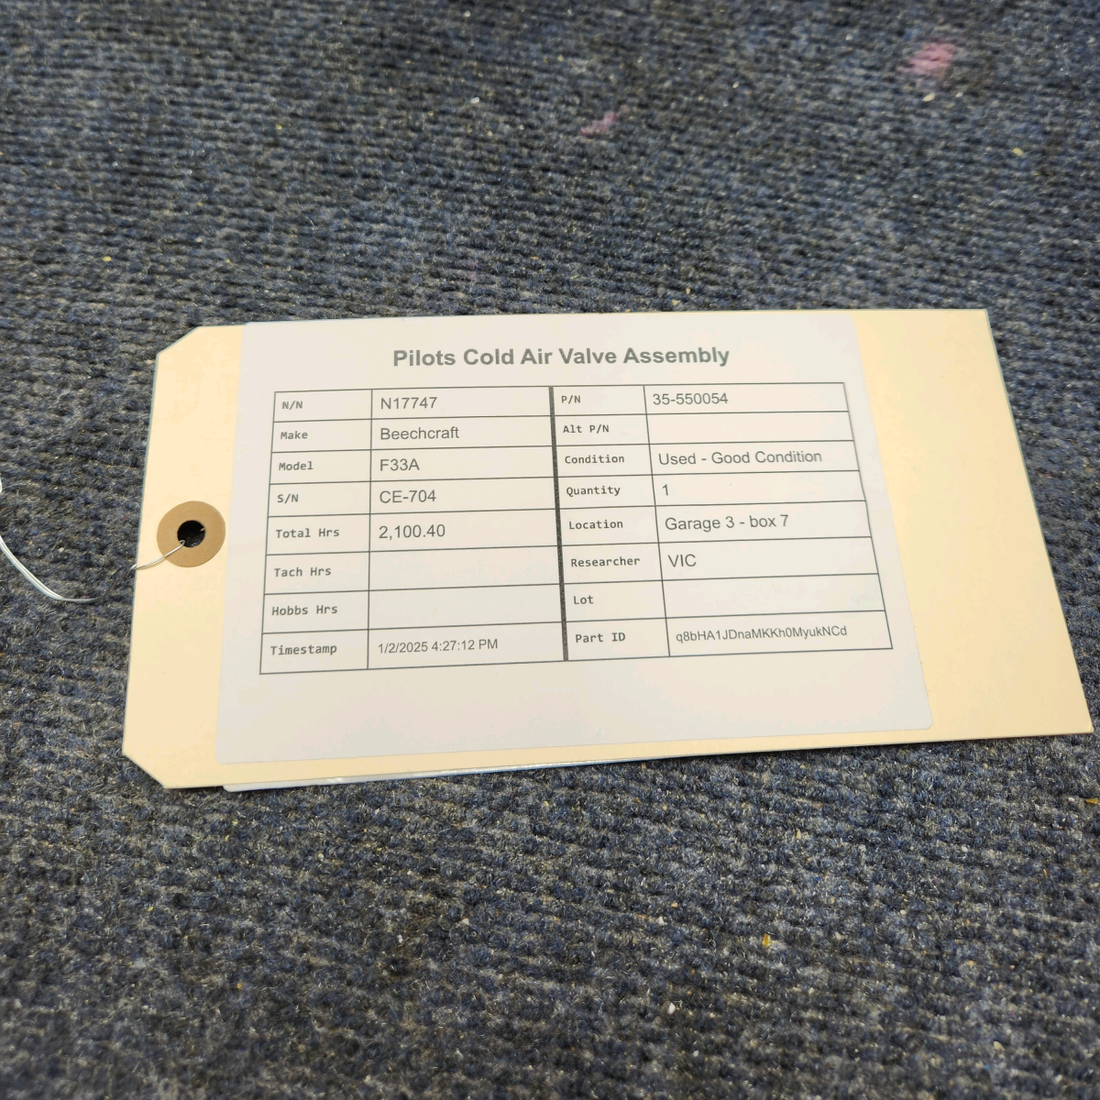 Pilots Cold Air Valve Assembly
N/N N17747 P/N 35-550054
Make Beechcraft Alt P/N
Model F33A Condition Used - Good Condition
S/N CE-704 Quantity 1
Total Hrs 2,100.40 Location Garage 3 - box 7
Tach Hrs Researcher VIC
Hobbs Hrs Lot
Timestamp 1/2/2025 4:27:12 PM Part ID q8bHA1JDnaMKKh0MyukNCd